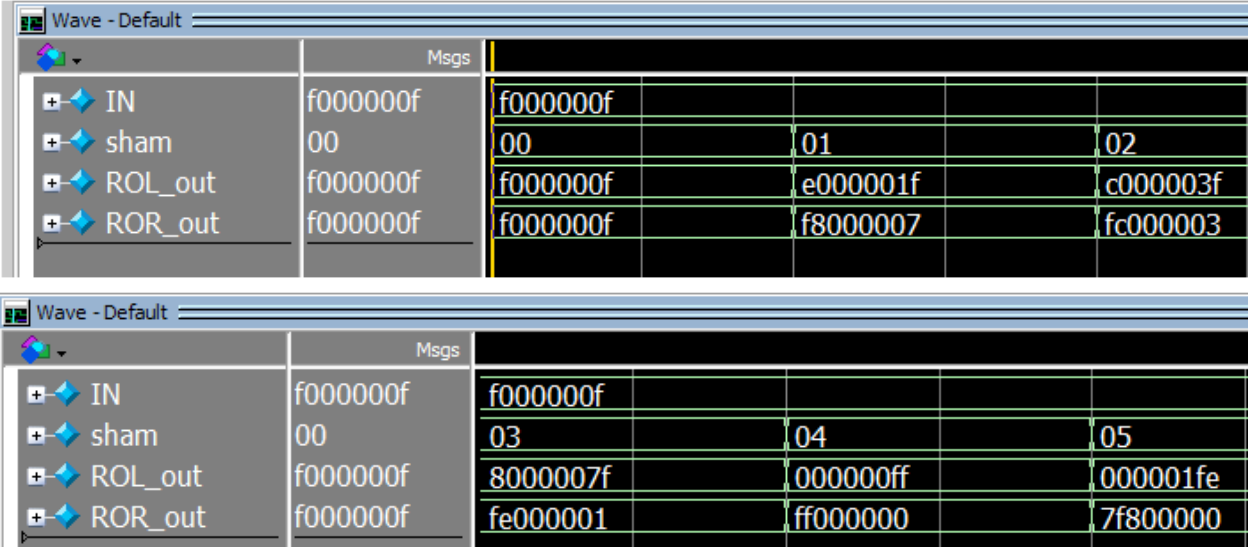 Wave - Default
Msgs
IN f000000f f000000f
sham 00 00 01 02
ROL_out f000000f f000000f e000001f c000003f
ROR_out f000000f f000000f f8000007 fc000003
Wave - Default
Msgs
IN f000000f f000000f
sham 00 03 04 05
ROL_out f000000f 8000007f 000000ff 000001fe
ROR_out f000000f fe000001 ff000000 7f800000